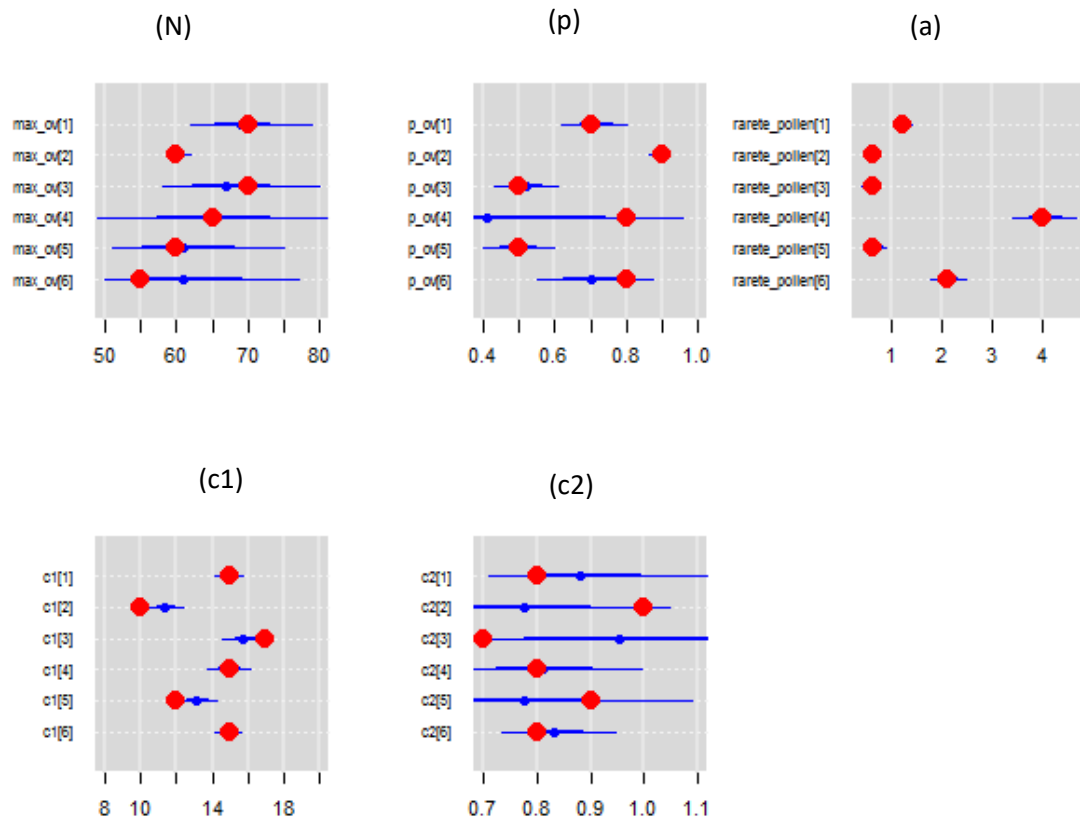 (N)
(p)
(a)
max_ov[1]
max_ov[2]
max_ov[3]
max_ov[4]
max_ov[5]
max_ov[6]
50 60 70 80
p_ov[1]
p_ov[2]
p_ov[3]
p_ov[4]
p_ov[5]
p_ov[6]
0.4 0.6 0.8 1.0
rarete_pollen[1]
rarete_pollen[2]
rarete_pollen[3]
rarete_pollen[4]
rarete_pollen[5]
rarete_pollen[6]
1 2 3 4
(c1)
(c2)
c1[1]
c1[2]
c1[3]
c1[4]
c1[5]
c1[6]
8 10 14 18
c2[1]
c2[2]
c2[3]
c2[4]
c2[5]
c2[6]
0.7 0.8 0.9 1.0 1.1